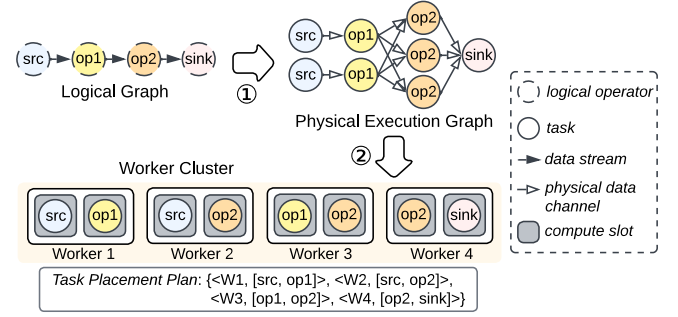 src op1 op2 sink
Logical Graph
①
src op1 op2 sink
src op1 op2
op2
Physical Execution Graph
②
logical operator
task
data stream
physical data
channel
compute slot
Worker Cluster
src op1 src op2 op1 op2 op2 sink
Worker 1 Worker 2 Worker 3 Worker 4
Task Placement Plan: {<W1, [src, op1]>, <W2, [src, op2]>,
<W3, [op1, op2]>, <W4, [op2, sink]>}